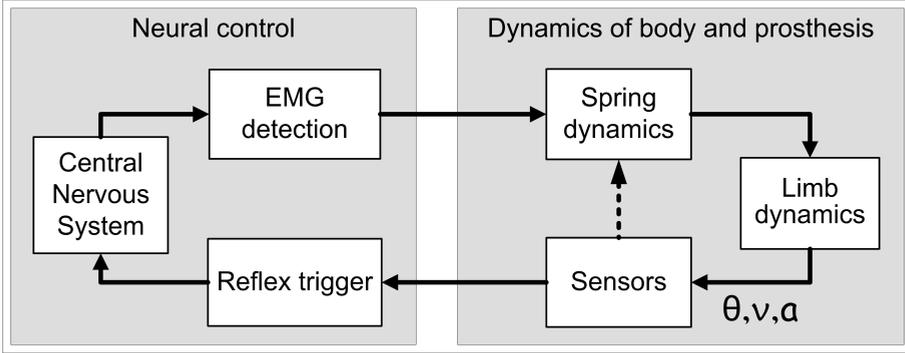 Neural control
Dynamics of body and prosthesis
EMG
detection
Spring
dynamics
Central
Nervous
System
Limb
dynamics
Reflex trigger
Sensors
θ,ν,a